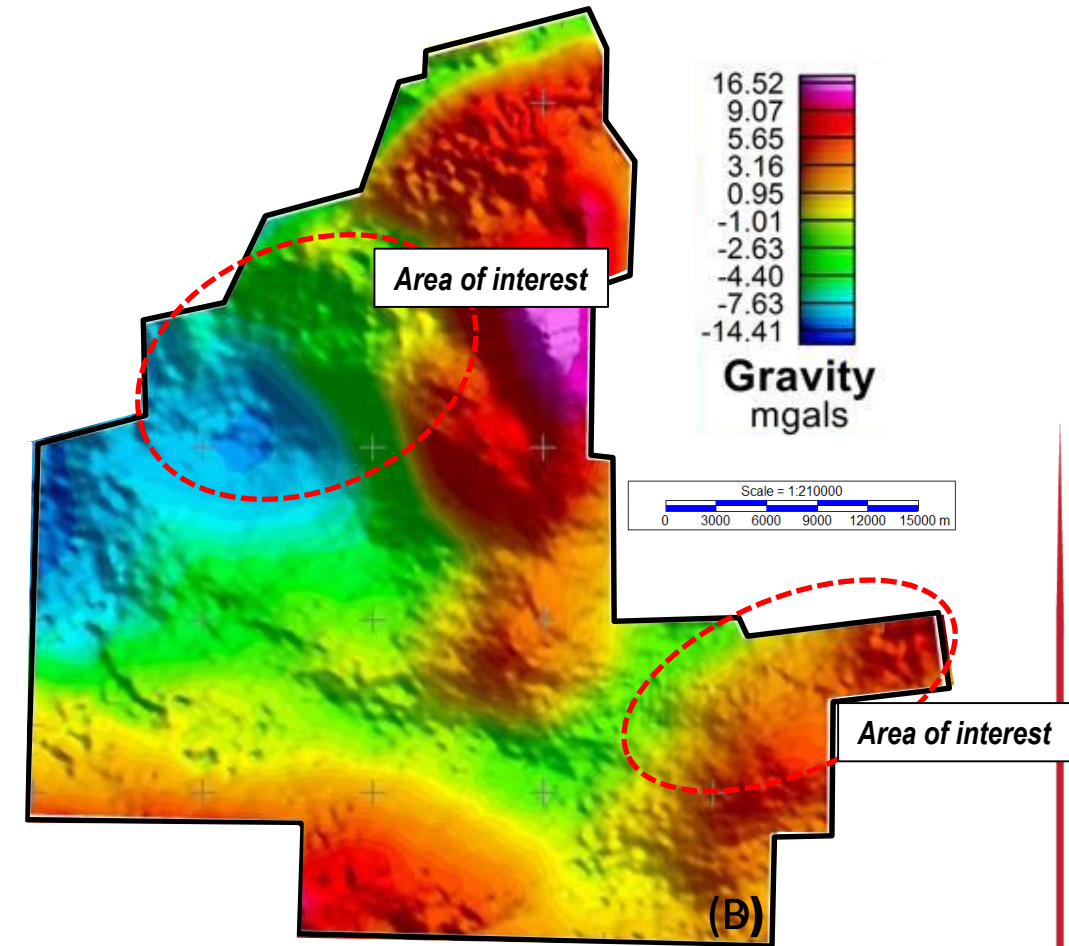 16.52
9.07
5.65
3.16
0.95
-1.01
-2.63
-4.40
-7.63
-14.41
Gravity
mgals
Area of interest
Scale = 1:210000
0 3000 6000 9000 12000 15000 m
Area of interest